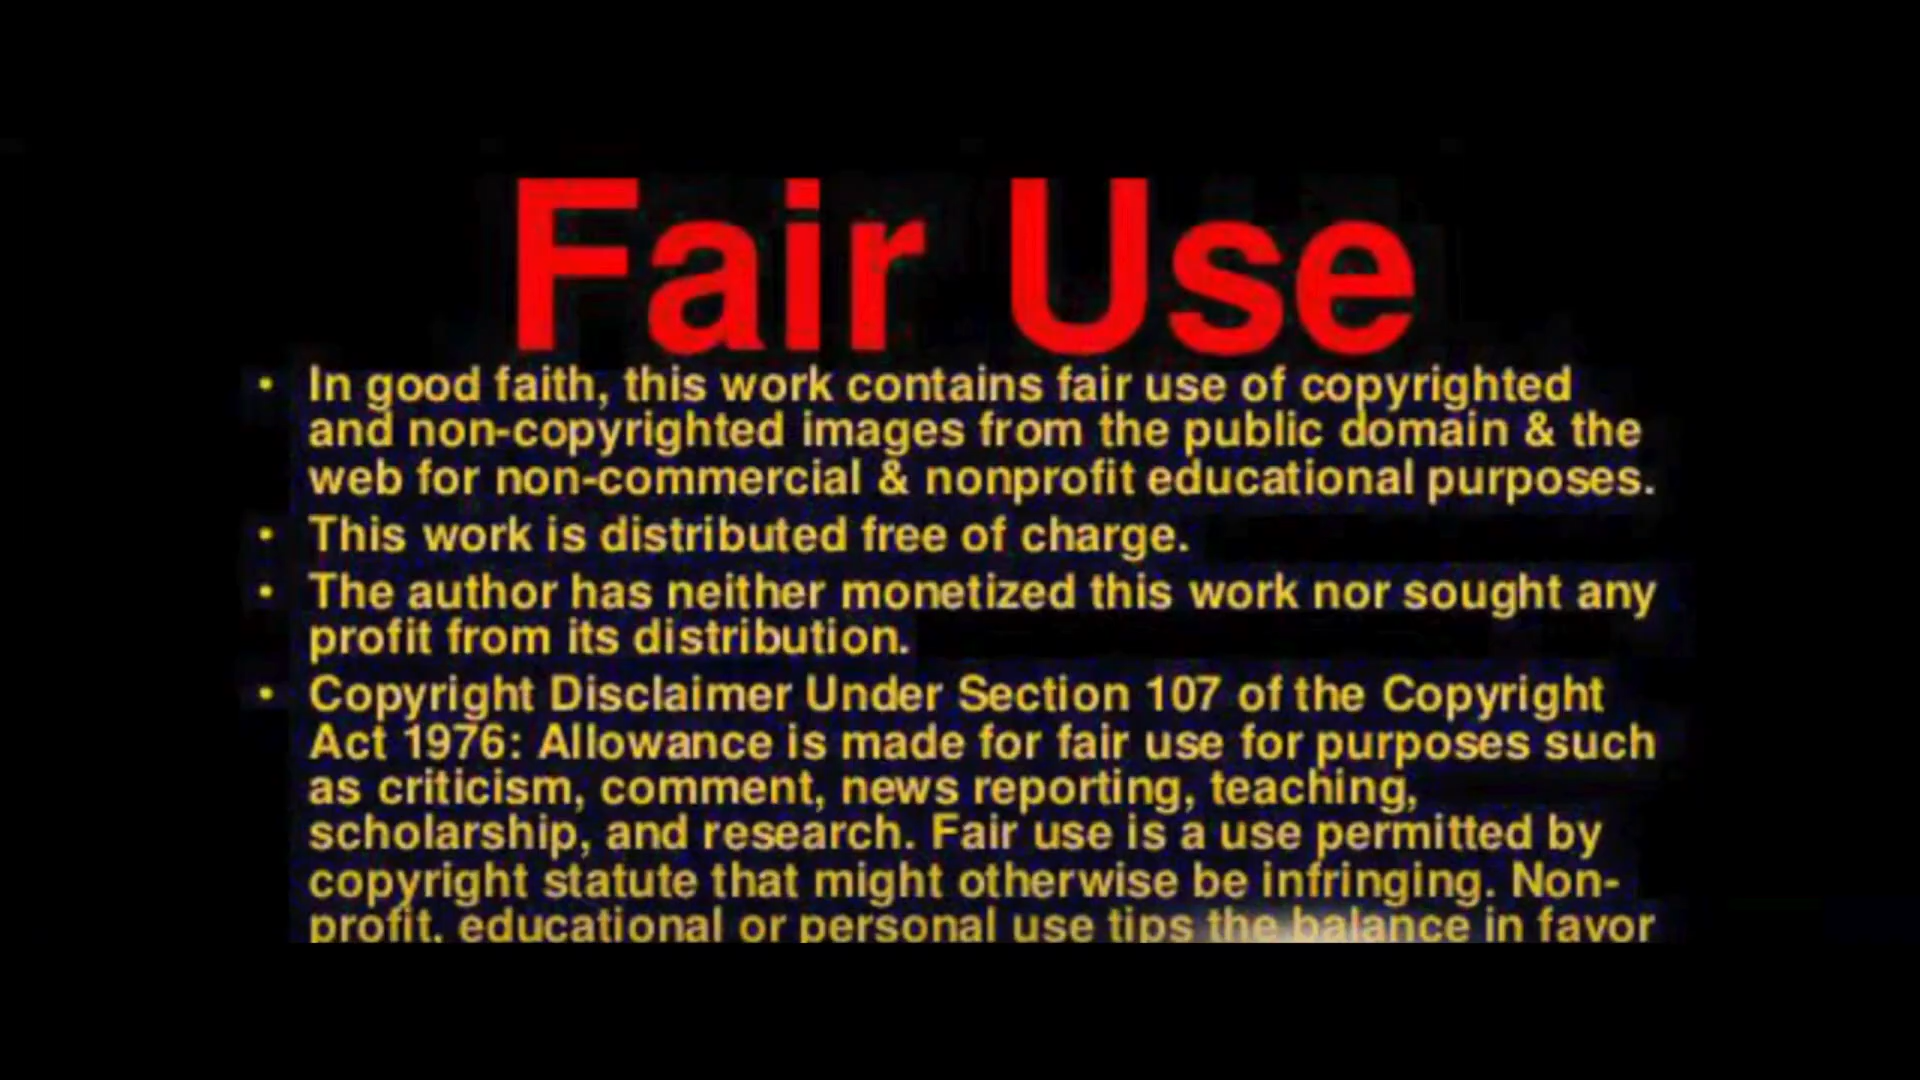 Fair Use
• In good faith, this work contains fair use of copyrighted
and non-copyrighted images from the public domain & the
web for non-commercial & nonprofit educational purposes.
• This work is distributed free of charge.
• The author has neither monetized this work nor sought any
profit from its distribution.
• Copyright Disclaimer Under Section 107 of the Copyright
Act 1976: Allowance is made for fair use for purposes such
as criticism, comment, news reporting, teaching,
scholarship, and research. Fair use is a use permitted by
copyright statute that might otherwise be infringing. Non-
profit, educational or personal use tips the balance in favor